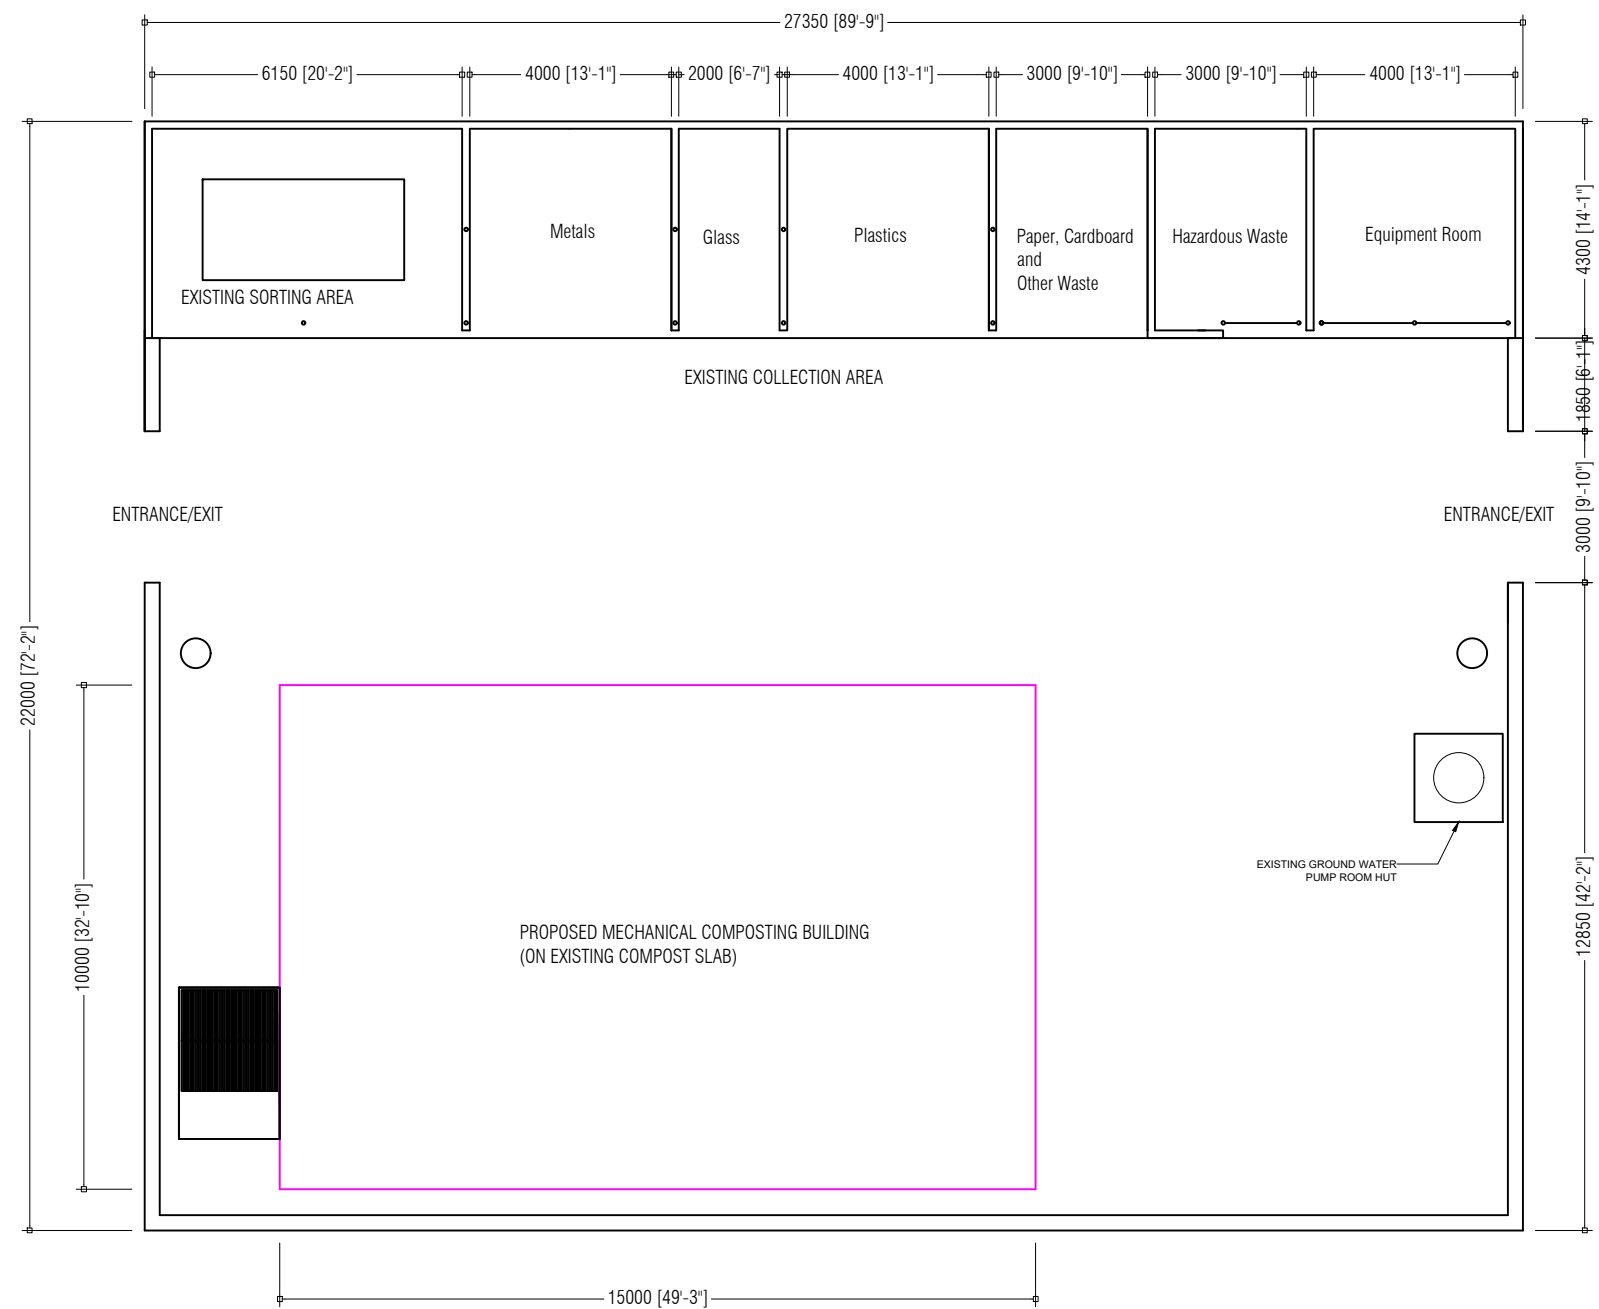 27350 [89'-9"]
6150 [20'-2"]
4000 [13'-1"]
2000 [6'-7"]
4000 [13'-1"]
3000 [9'-10"]
3000 [9'-10"]
4000 [13'-1"]
Metals
Glass
Plastics
Paper, Cardboard
and
Other Waste
Hazardous Waste
Equipment Room
4300 [14'-1"]
EXISTING SORTING AREA
EXISTING COLLECTION AREA
1850 [6'-1"]
ENTRANCE/EXIT
ENTRANCE/EXIT
3000 [9'-10"]
22000 [72'-2"]
EXISTING GROUND WATER
PUMP ROOM HUT
10000 [32'-10"]
PROPOSED MECHANICAL COMPOSTING BUILDING
(ON EXISTING COMPOST SLAB)
12850 [42'-2"]
15000 [49'-3"]